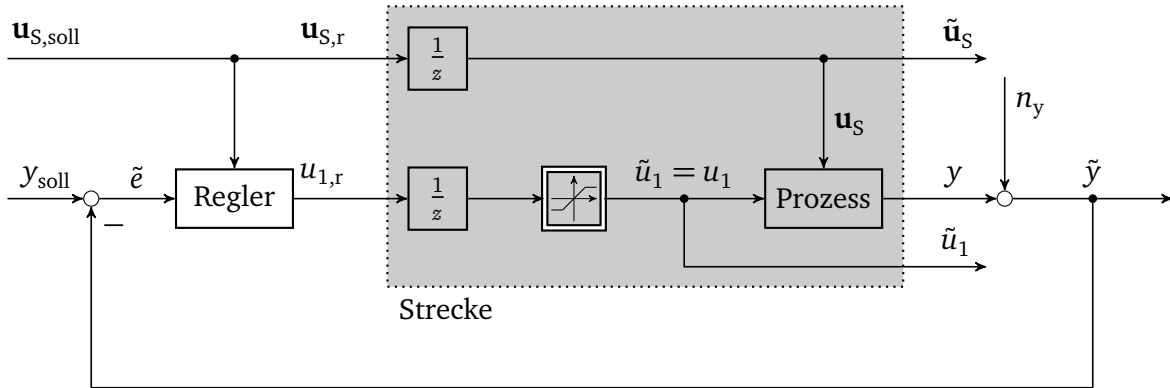 u_S,soll
u_S,r
1/z
ũ_S
n_y
u_S
y_soll
ẽ
Regler
u_1,r
1/z
ũ_1 = u_1
Prozess
y
ỹ
−
ũ_1
Strecke